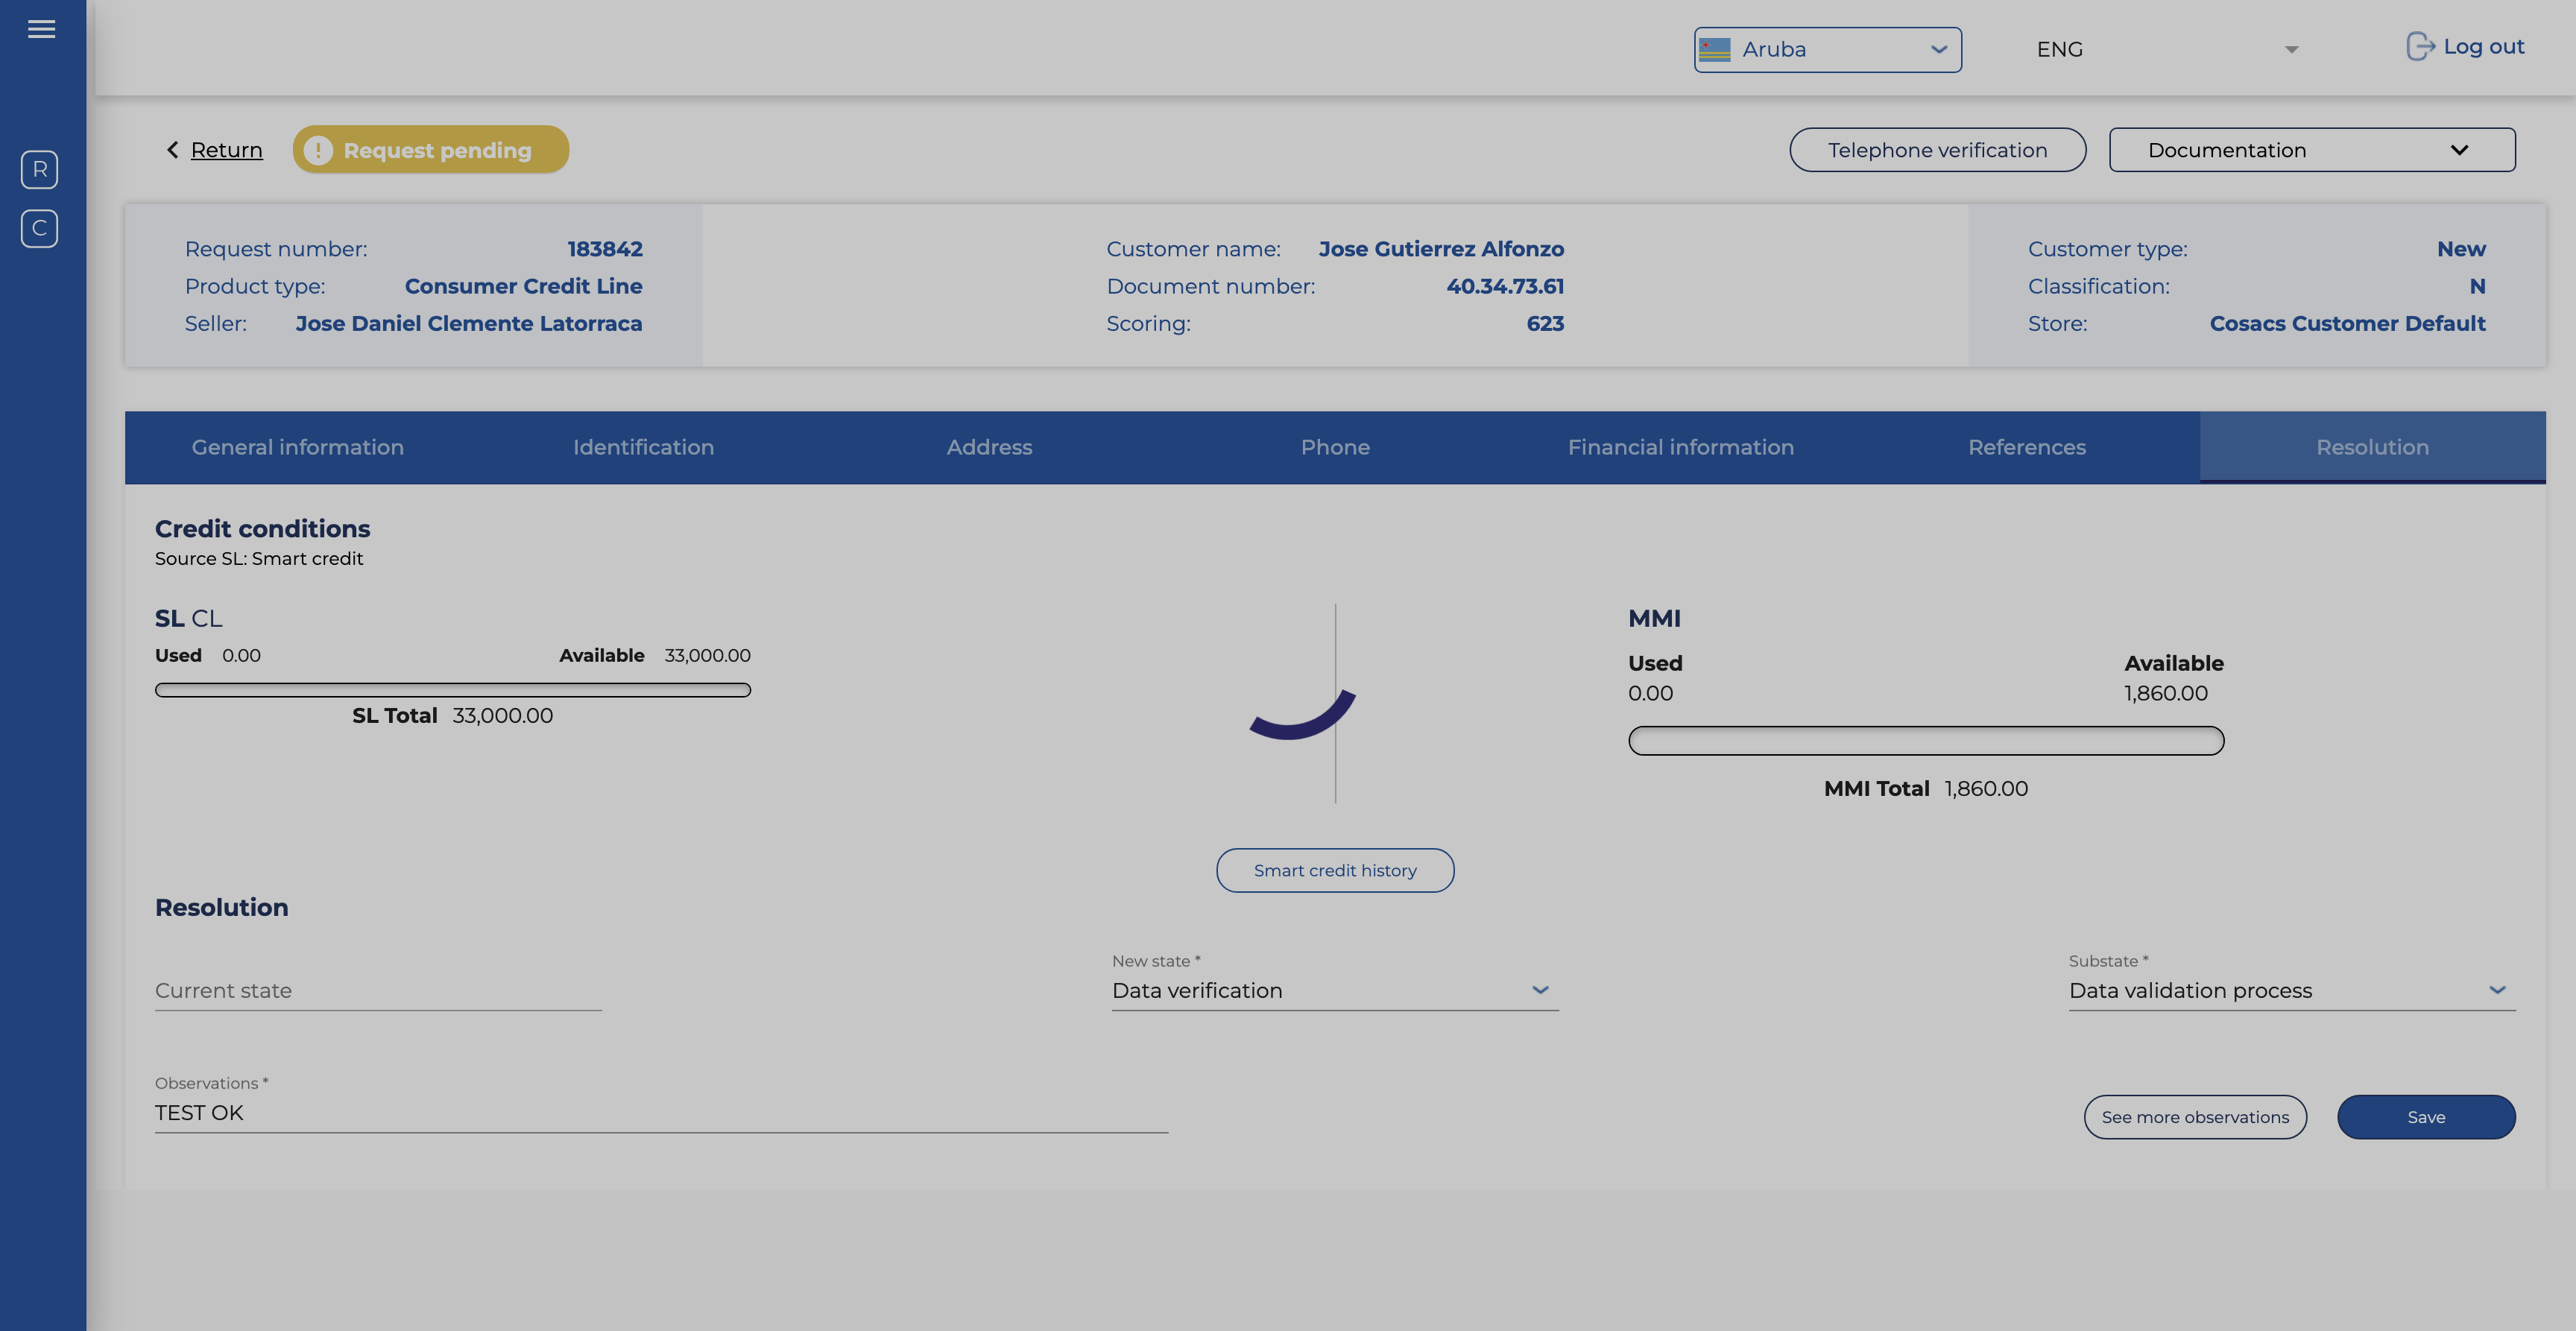 Aruba
ENG
Log out
R
C
Return
Request pending
Telephone verification
Documentation
Request number: 183842
Product type: Consumer Credit Line
Seller: Jose Daniel Clemente Latorraca
Customer name: Jose Gutierrez Alfonzo
Document number: 40.34.73.61
Scoring: 623
Customer type: New
Classification: N
Store: Cosacs Customer Default
General information
Identification
Address
Phone
Financial information
References
Resolution
Credit conditions
Source SL: Smart credit
SL CL
Used 0.00 Available 33,000.00
SL Total 33,000.00
MMI
Used Available
0.00 1,860.00
MMI Total 1,860.00
Smart credit history
Resolution
Current state
New state *
Data verification
Substate *
Data validation process
Observations *
TEST OK
See more observations
Save